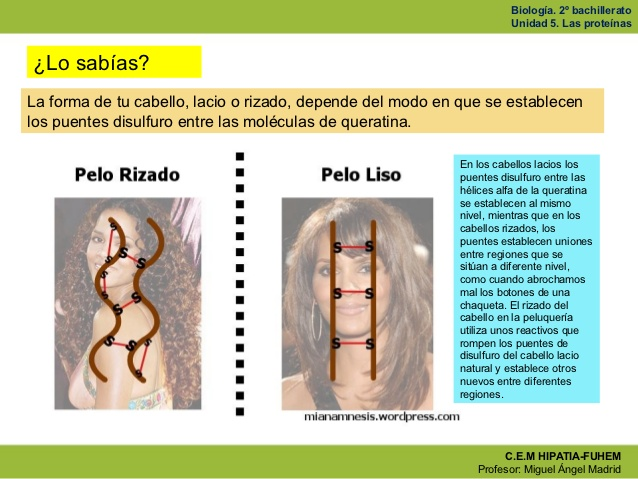 Biología. 2º bachillerato
Unidad 5. Las proteínas
¿Lo sabías?
La forma de tu cabello, lacio o rizado, depende del modo en que se establecen
los puentes disulfuro entre las moléculas de queratina.
Pelo Rizado
S
S
S
S
S
S
S
S
S
S
Pelo Liso
S S
S S
S S
mianamnesis.wordpress.com
En los cabellos lacios los
puentes disulfuro entre las
hélices alfa de la queratina
se establecen al mismo
nivel, mientras que en los
cabellos rizados, los
puentes establecen uniones
entre regiones que se
sitúan a diferente nivel,
como cuando abrochamos
mal los botones de una
chaqueta. El rizado del
cabello en la peluquería
utiliza unos reactivos que
rompen los puentes de
disulfuro del cabello lacio
natural y establece otros
nuevos entre diferentes
regiones.
C.E.M HIPATIA-FUHEM
Profesor: Miguel Ángel Madrid